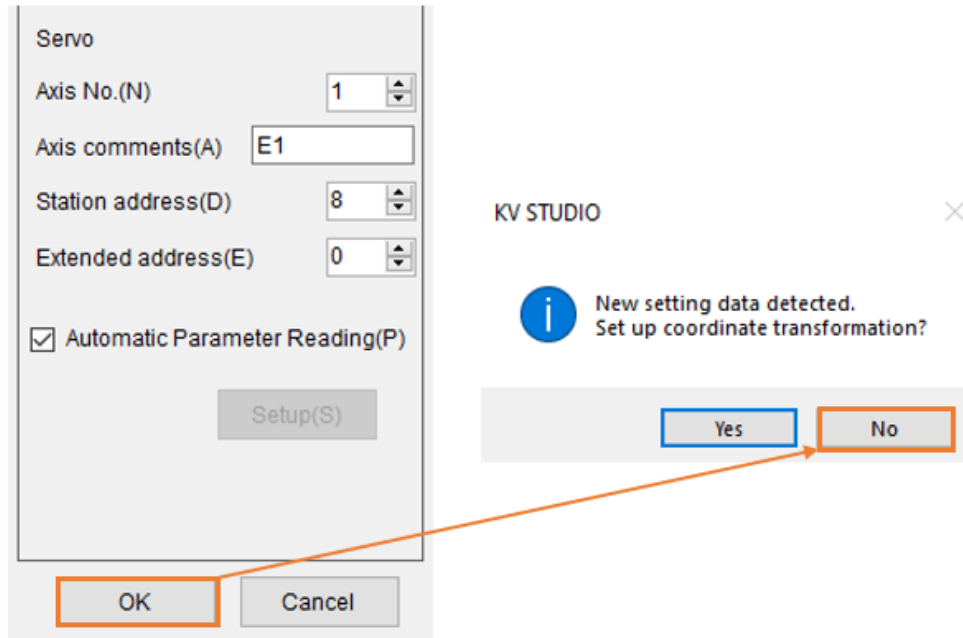 Servo
Axis No.(N) 1
Axis comments(A) E1
Station address(D) 8
Extended address(E) 0
Automatic Parameter Reading(P)
Setup(S)
OK Cancel
KV STUDIO
New setting data detected.
Set up coordinate transformation?
Yes No